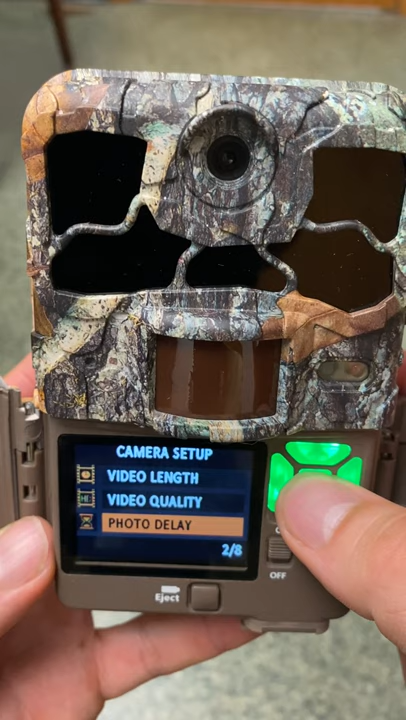 CAMERA SETUP
VIDEO LENGTH
VIDEO QUALITY
PHOTO DELAY
2/8
OFF
Eject